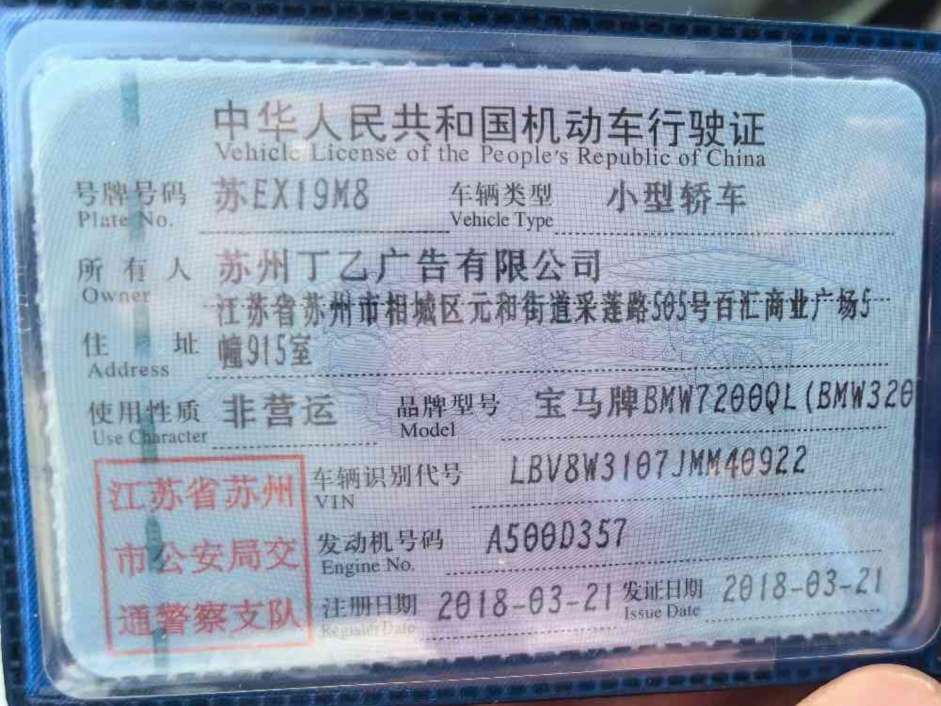 中华人民共和国机动车行驶证
Vehicle License of the People's Republic of China
号牌号码 苏EX19M8 车辆类型 小型轿车
Plate No. Vehicle Type
所有人 苏州丁乙广告有限公司
Owner
江苏省苏州市相城区元和街道采莲路505号百汇商业广场5
住址 幢915室
Address
使用性质 非营运 品牌型号 宝马牌BMW7200QL(BMW320
Use Character Model
车辆识别代号 LBV8W3107JMM40922
VIN
发动机号码 A500D357
Engine No.
注册日期 2018-03-21 发证日期 2018-03-21
Register Date Issue Date
江苏省苏州
市公安局交
通警察支队